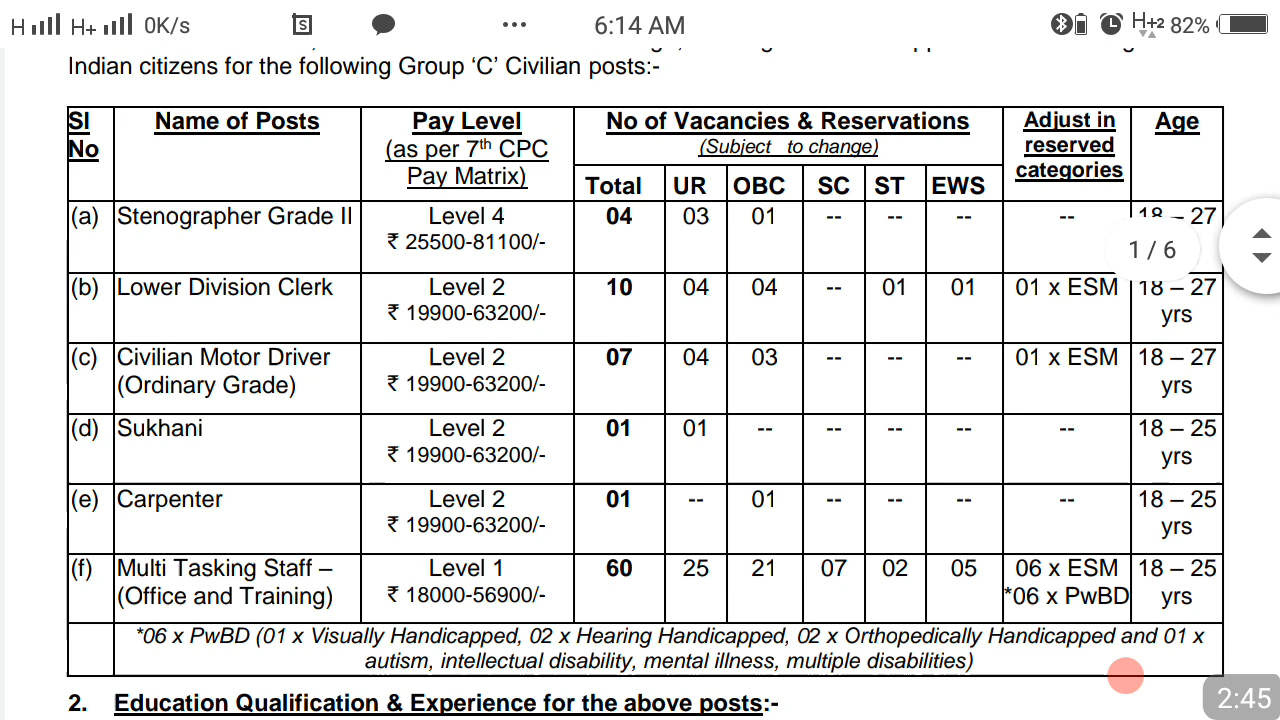 H H+ 0K/s S ... 6:14 AM H+2 82%
Indian citizens for the following Group ‘C’ Civilian posts:-
Sl No Name of Posts Pay Level (as per 7th CPC Pay Matrix) No of Vacancies & Reservations (Subject to change) Adjust in reserved categories Age
Total UR OBC SC ST EWS
(a) Stenographer Grade II Level 4 ₹ 25500-81100/- 04 03 01 -- -- -- -- 18 – 27
1 / 6
(b) Lower Division Clerk Level 2 ₹ 19900-63200/- 10 04 04 -- 01 01 01 x ESM 18 – 27 yrs
(c) Civilian Motor Driver (Ordinary Grade) Level 2 ₹ 19900-63200/- 07 04 03 -- -- -- 01 x ESM 18 – 27 yrs
(d) Sukhani Level 2 ₹ 19900-63200/- 01 01 -- -- -- -- -- 18 – 25 yrs
(e) Carpenter Level 2 ₹ 19900-63200/- 01 -- 01 -- -- -- -- 18 – 25 yrs
(f) Multi Tasking Staff – (Office and Training) Level 1 ₹ 18000-56900/- 60 25 21 07 02 05 06 x ESM *06 x PwBD 18 – 25 yrs
*06 x PwBD (01 x Visually Handicapped, 02 x Hearing Handicapped, 02 x Orthopedically Handicapped and 01 x
autism, intellectual disability, mental illness, multiple disabilities)
2. Education Qualification & Experience for the above posts:-
2:45